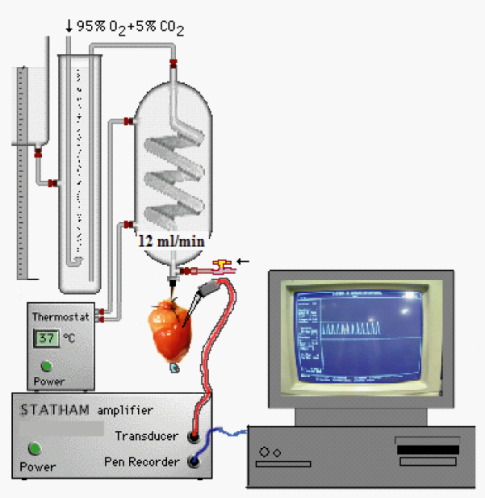 ↓ 95% O₂+5% CO₂
12 ml/min
←
Thermostat
37 °C
Power
STATHAM amplifier
Transducer
Pen Recorder
Power